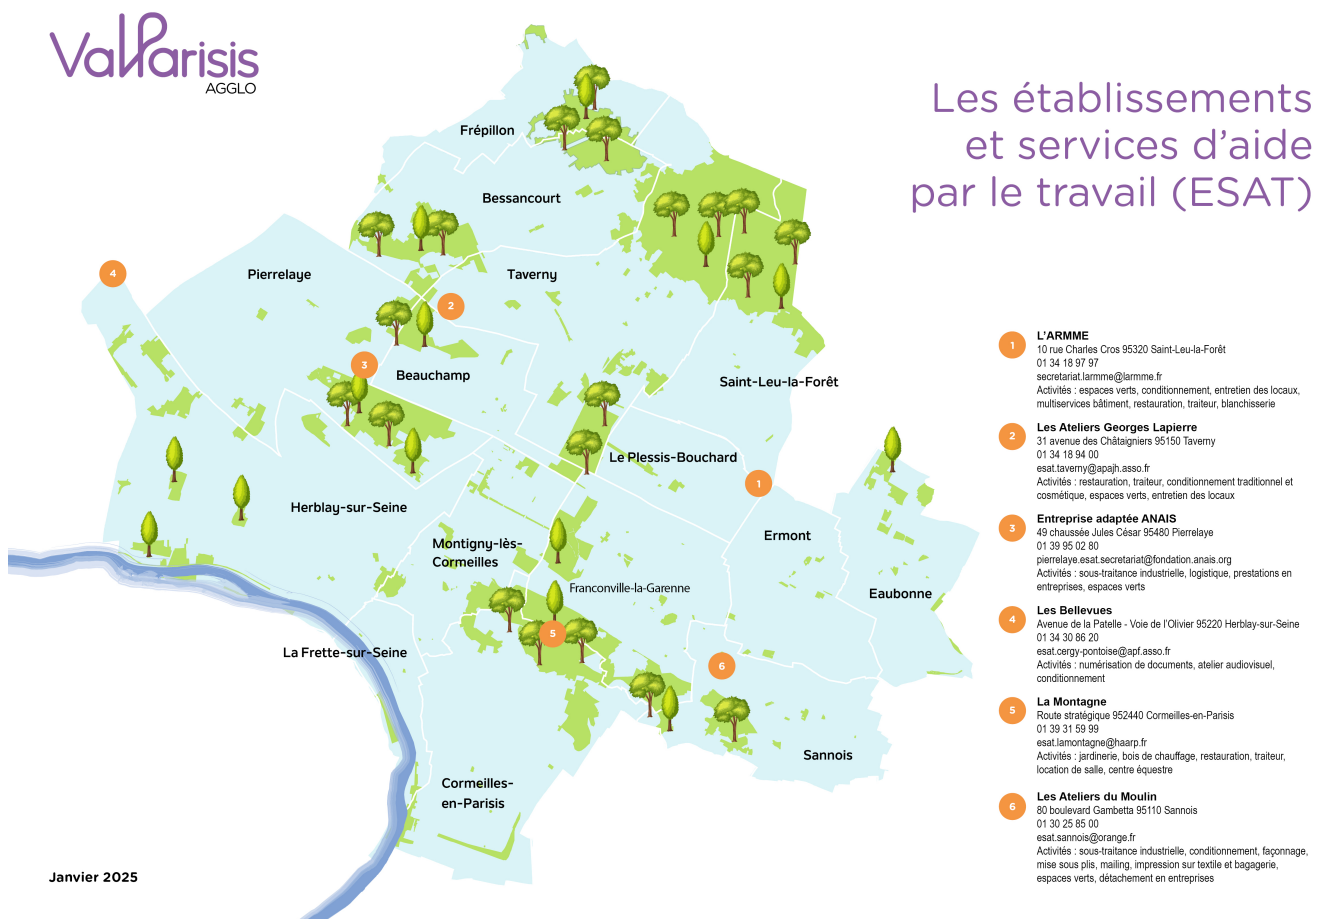 ValParisis
AGGLO
Les établissements
et services d'aide
par le travail (ESAT)
Frépillon
Bessancourt
Pierrelaye
Taverny
4
2
3
Beauchamp
Saint-Leu-la-Forêt
Le Plessis-Bouchard
1
Herblay-sur-Seine
Ermont
Montigny-lès-
Cormeilles
Franconville-la-Garenne
Eaubonne
5
La Frette-sur-Seine
6
Sannois
Cormeilles-
en-Parisis
Janvier 2025
1
L'ARMME
10 rue Charles Cros 95320 Saint-Leu-la-Forêt
01 34 18 97 97
secretariat.larmme@larmme.fr
Activités : espaces verts, conditionnement, entretien des locaux,
multiservices bâtiment, restauration, traiteur, blanchisserie
2
Les Ateliers Georges Lapierre
31 avenue des Châtaigniers 95150 Taverny
01 34 18 94 00
esat.taverny@apajh.asso.fr
Activités : restauration, traiteur, conditionnement traditionnel et
cosmétique, espaces verts, entretien des locaux
3
Entreprise adaptée ANAIS
49 chaussée Jules César 95480 Pierrelaye
01 39 95 02 80
pierrelaye.esat.secretariat@fondation.anais.org
Activités : sous-traitance industrielle, logistique, prestations en
entreprises, espaces verts
4
Les Bellevues
Avenue de la Patelle - Voie de l'Olivier 95220 Herblay-sur-Seine
01 34 30 86 20
esat.cergy-pontoise@apf.asso.fr
Activités : numérisation de documents, atelier audiovisuel,
conditionnement
5
La Montagne
Route stratégique 952440 Cormeilles-en-Parisis
01 39 31 59 99
esat.lamontagne@haarp.fr
Activités : jardinerie, bois de chauffage, restauration, traiteur,
location de salle, centre équestre
6
Les Ateliers du Moulin
80 boulevard Gambetta 95110 Sannois
01 30 25 85 00
esat.sannois@orange.fr
Activités : sous-traitance industrielle, conditionnement, façonnage,
mise sous plis, mailing, impression sur textile et bagagerie,
espaces verts, détachement en entreprises